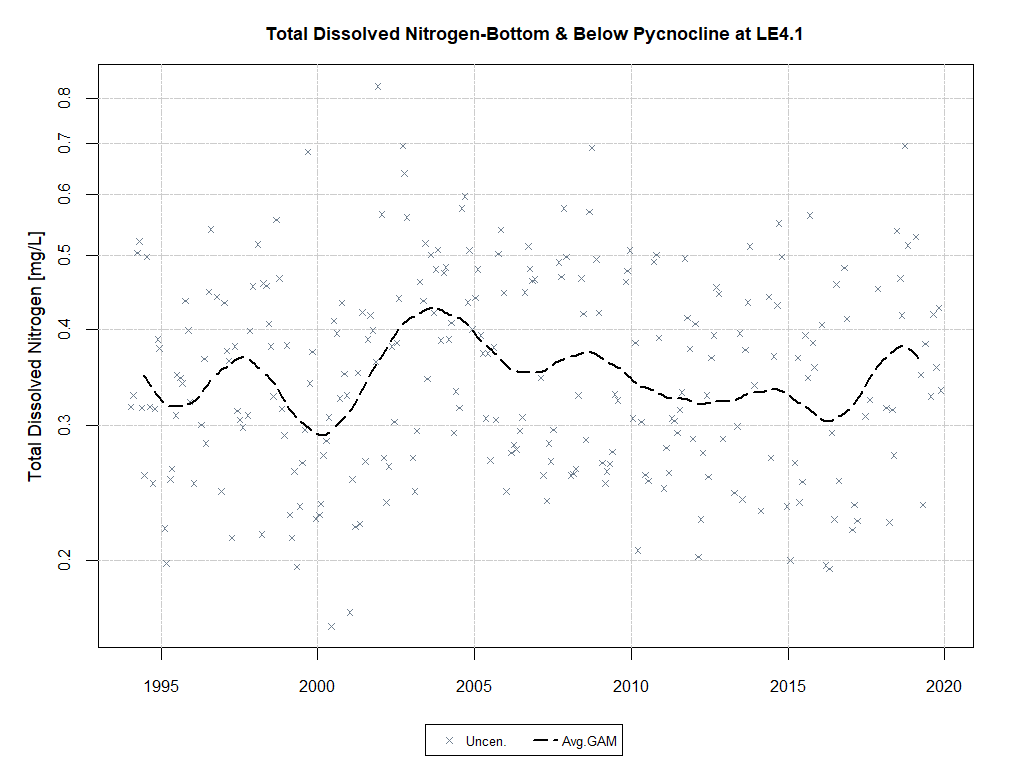 Total Dissolved Nitrogen-Bottom & Below Pycnocline at LE4.1
Total Dissolved Nitrogen [mg/L]
0.8
0.7
0.6
0.5
0.4
0.3
0.2
1995 2000 2005 2010 2015 2020
Uncen. Avg.GAM